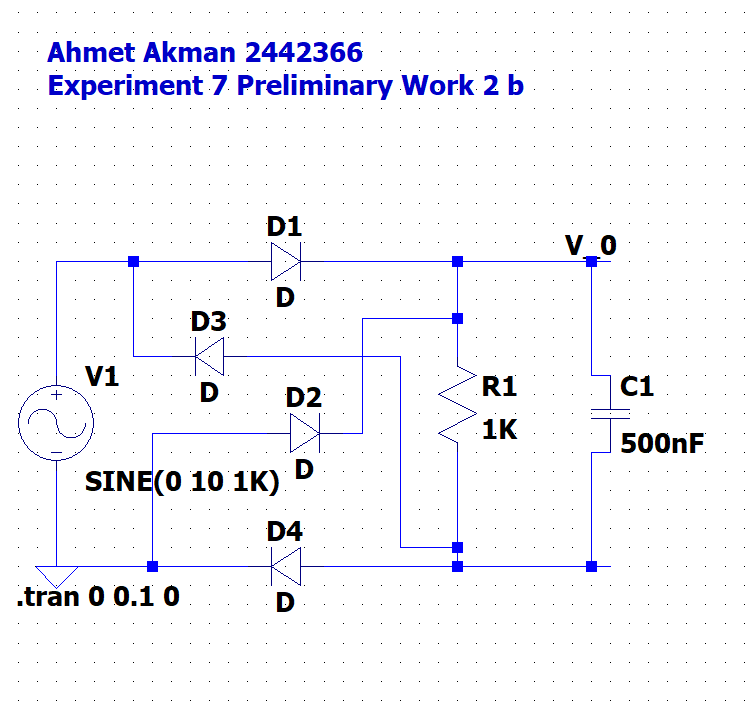 Ahmet Akman 2442366
Experiment 7 Preliminary Work 2 b
D1
V_0
D
D3
V1
D
D2
R1
C1
1K
500nF
SINE(0 10 1K)
D
D4
.tran 0 0.1 0
D